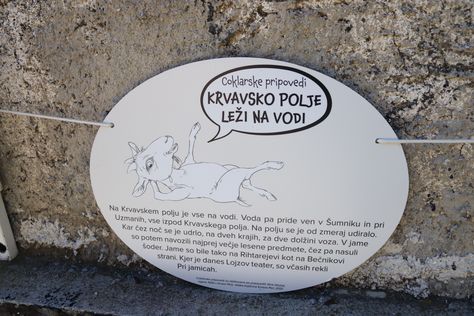 Coklarske pripovedi
KRVAVSKO POLJE
LEŽI NA VODI
Na Krvavskem polju je vse na vodi. Voda pa pride ven v Šumniku in pri
Uzmanih, vse izpod Krvavskega polja. Na polju se je od zmeraj udiralo.
Kar čez noč se je udrlo, na dveh krajih, za dve dolžini voza. V jame
so potem navozili najprej večje lesene predmete, čez pa nasuli
šoder. Jame so bile tako na Rihtarejevi kot na Bečnikovi
strani. Kjer je danes Lojzov teater, so včasih rekli
Pri jamicah.